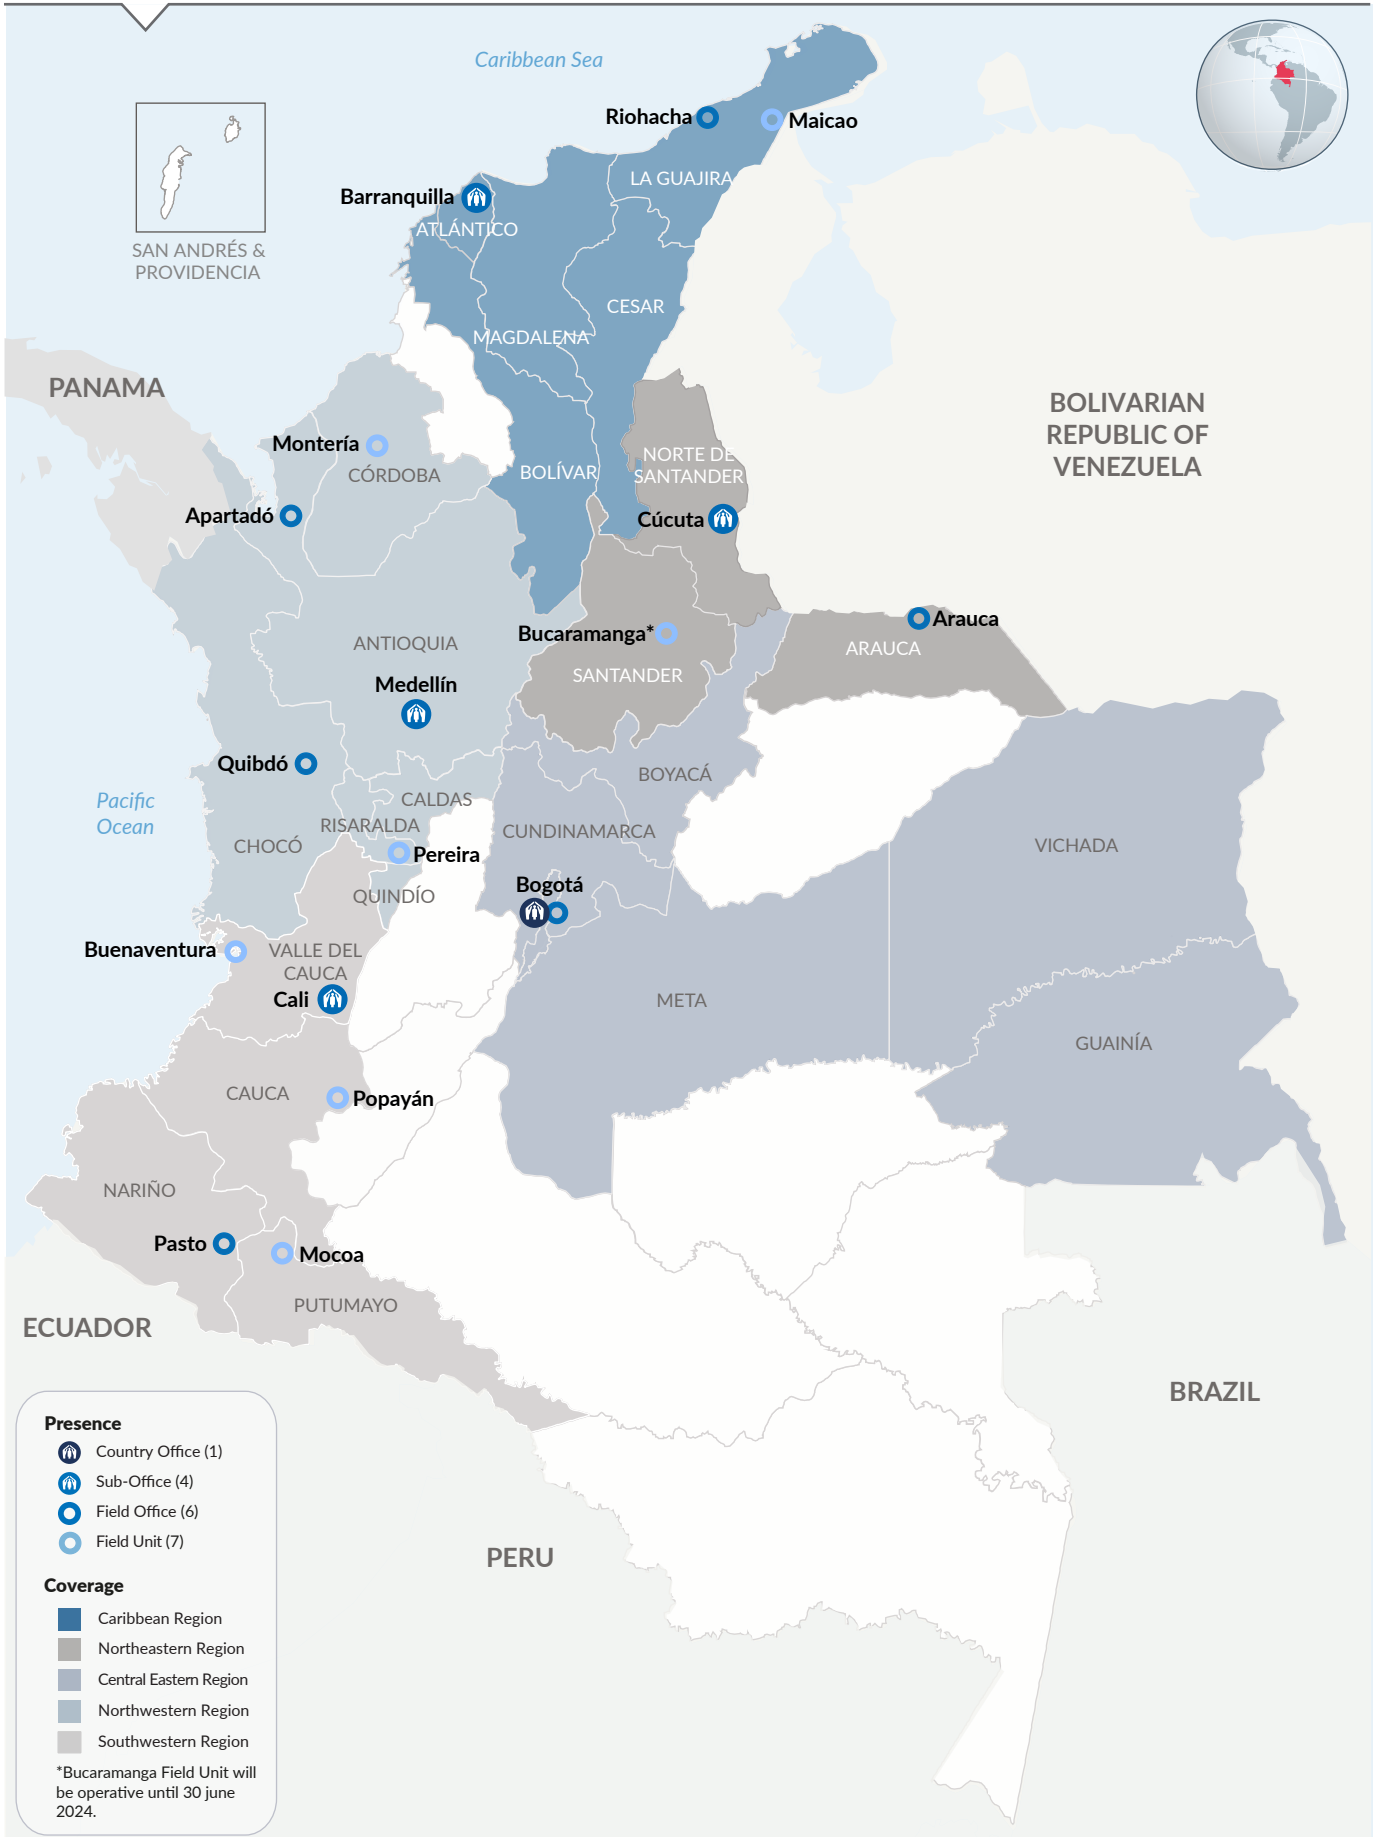 Caribbean Sea
Riohacha
Maicao
LA GUAJIRA
Barranquilla
ATLÁNTICO
SAN ANDRÉS &
PROVIDENCIA
CESAR
MAGDALENA
PANAMA
BOLIVARIAN
REPUBLIC OF
VENEZUELA
Montería
CÓRDOBA
BOLÍVAR
NORTE DE
SANTANDER
Apartadó
Cúcuta
Arauca
ARAUCA
ANTIOQUIA
Bucaramanga*
SANTANDER
Medellín
Quibdó
BOYACÁ
Pacific
Ocean
CALDAS
RISARALDA
CUNDINAMARCA
CHOCÓ
VICHADA
Pereira
Bogotá
QUINDÍO
Buenaventura
VALLE DEL
CAUCA
Cali
META
GUAINÍA
CAUCA
Popayán
NARIÑO
Pasto
Mocoa
PUTUMAYO
ECUADOR
BRAZIL
PERU
Presence
Country Office (1)
Sub-Office (4)
Field Office (6)
Field Unit (7)
Coverage
Caribbean Region
Northeastern Region
Central Eastern Region
Northwestern Region
Southwestern Region
*Bucaramanga Field Unit will
be operative until 30 june
2024.